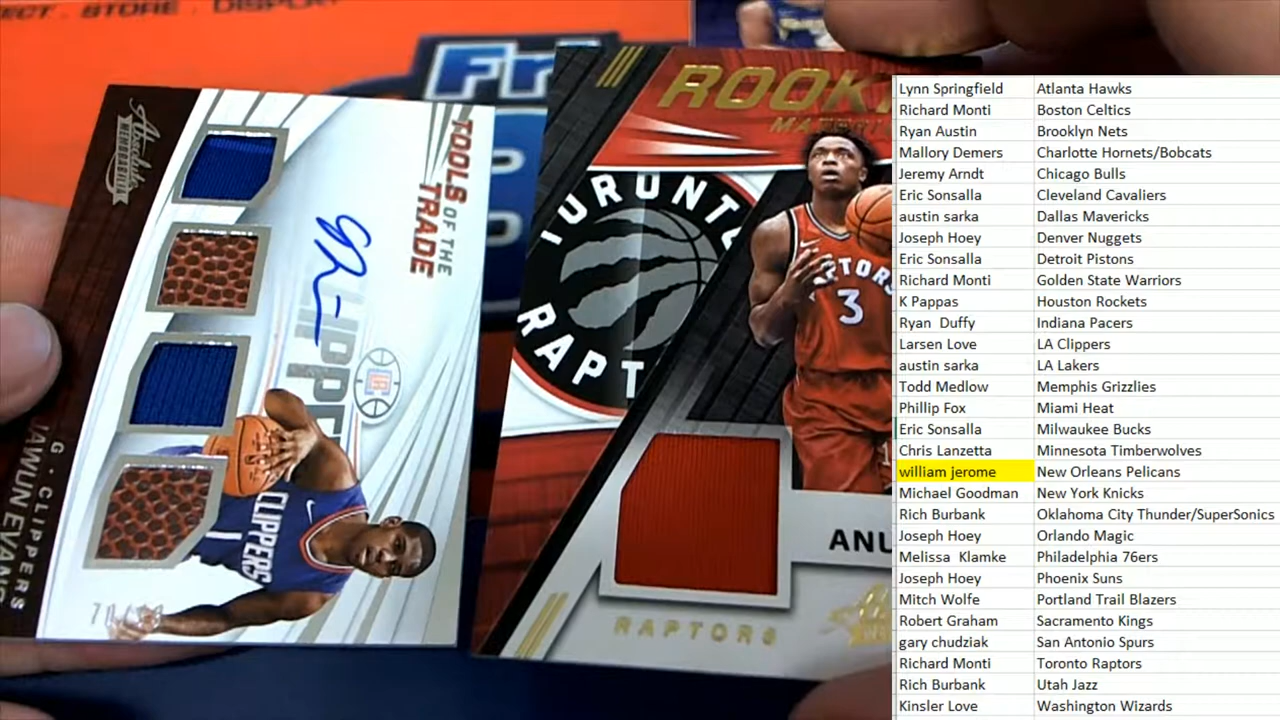 Absolute
MEMORABILIA
TOOLS OF THE
TRADE
G . CLIPPERS
JAWUN EVANS
CLIPPERS
TORONTO
RAPT
RAPTORS
3
ANU
RAPTORS
Lynn Springfield Atlanta Hawks
Richard Monti Boston Celtics
Ryan Austin Brooklyn Nets
Mallory Demers Charlotte Hornets/Bobcats
Jeremy Arndt Chicago Bulls
Eric Sonsalla Cleveland Cavaliers
austin sarka Dallas Mavericks
Joseph Hoey Denver Nuggets
Eric Sonsalla Detroit Pistons
Richard Monti Golden State Warriors
K Pappas Houston Rockets
Ryan  Duffy Indiana Pacers
Larsen Love LA Clippers
austin sarka LA Lakers
Todd Medlow Memphis Grizzlies
Phillip Fox Miami Heat
Eric Sonsalla Milwaukee Bucks
Chris Lanzetta Minnesota Timberwolves
william jerome New Orleans Pelicans
Michael Goodman New York Knicks
Rich Burbank Oklahoma City Thunder/SuperSonics
Joseph Hoey Orlando Magic
Melissa  Klamke Philadelphia 76ers
Joseph Hoey Phoenix Suns
Mitch Wolfe Portland Trail Blazers
Robert Graham Sacramento Kings
gary chudziak San Antonio Spurs
Richard Monti Toronto Raptors
Rich Burbank Utah Jazz
Kinsler Love Washington Wizards